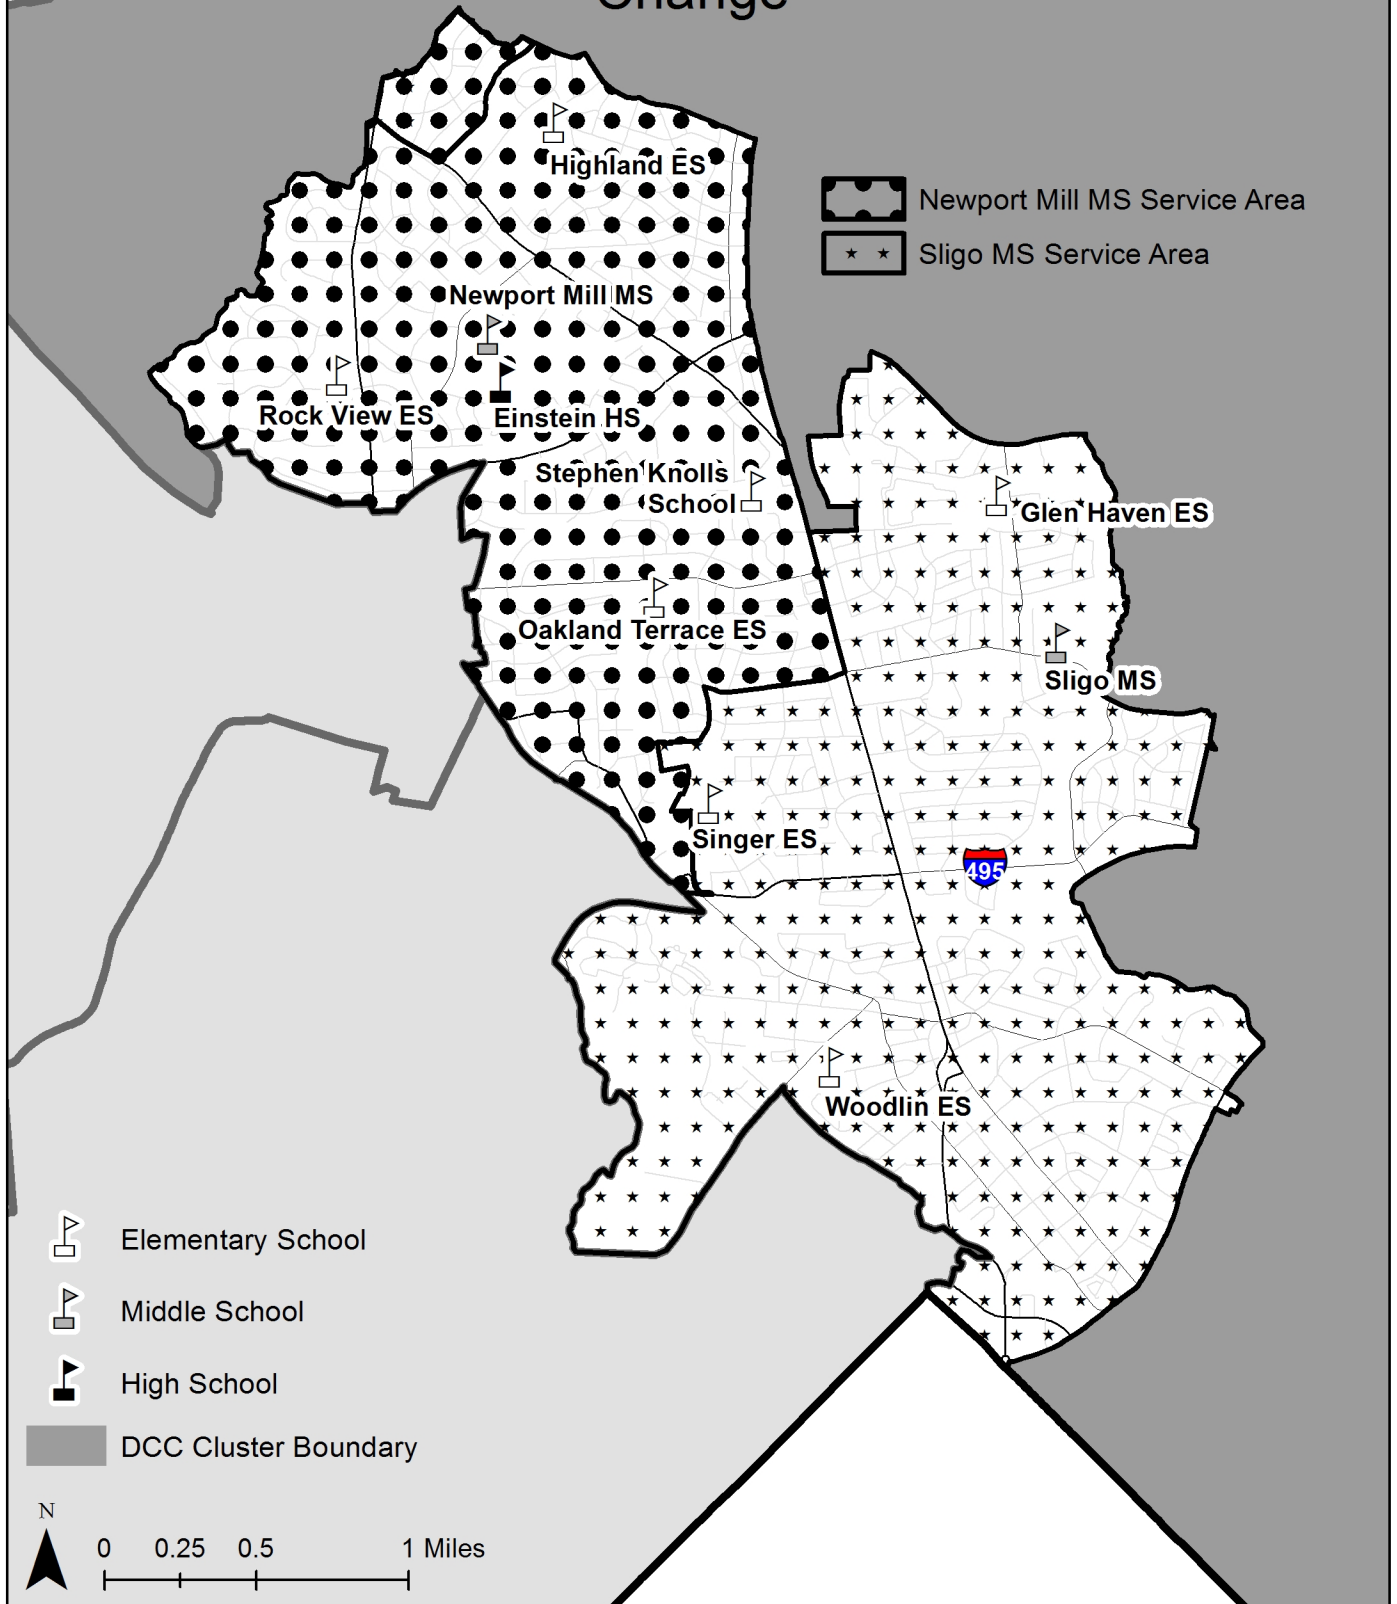 Change
Highland ES
Newport Mill MS Service Area
Sligo MS Service Area
Newport Mill MS
Rock View ES
Einstein HS
Stephen Knolls
School
Glen Haven ES
Oakland Terrace ES
Sligo MS
Singer ES
495
Woodlin ES
Elementary School
Middle School
High School
DCC Cluster Boundary
N
0 0.25 0.5 1 Miles